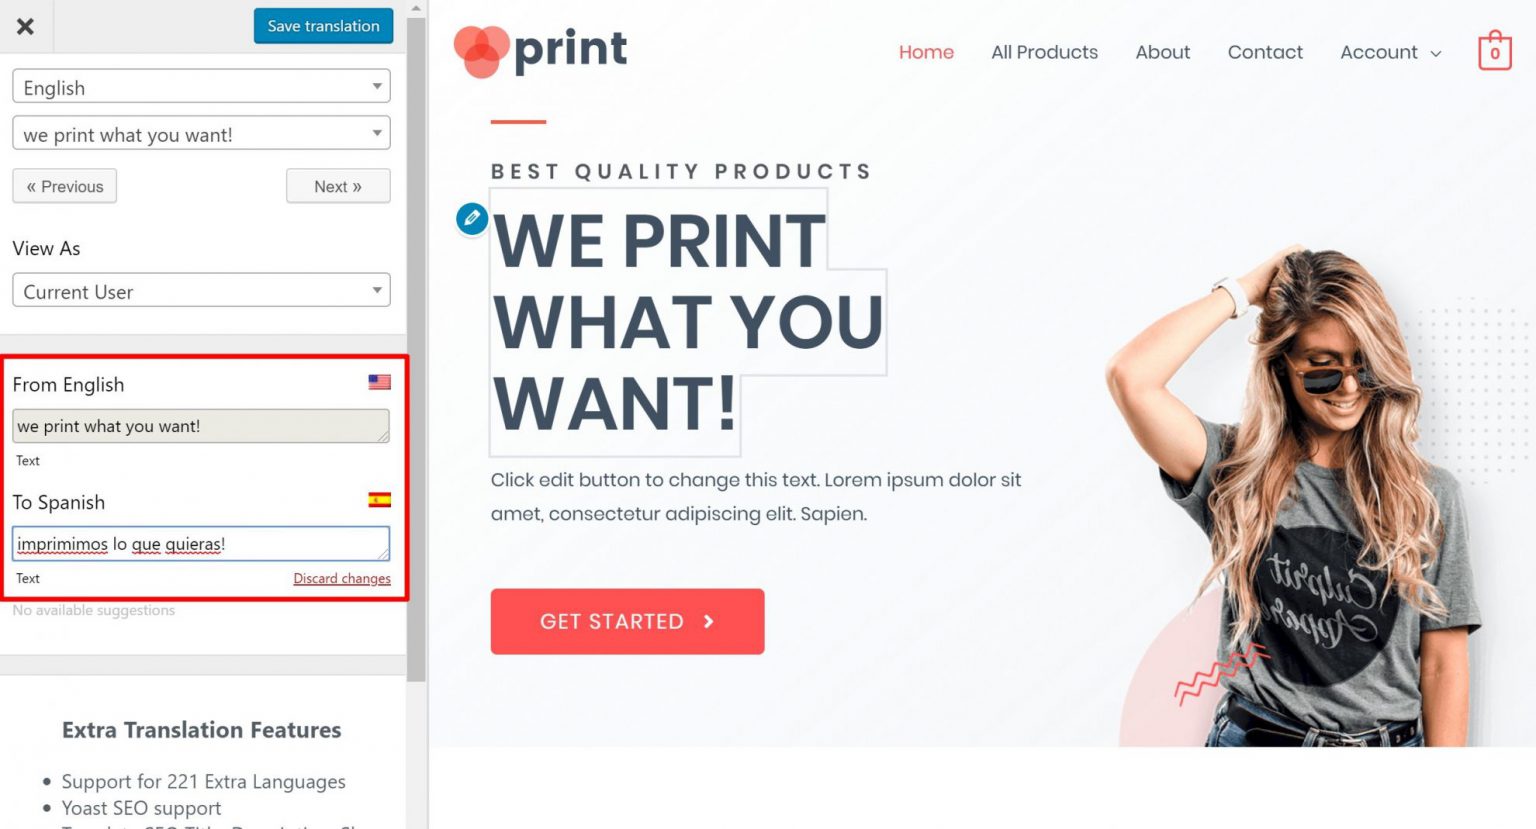 Save translation
English
we print what you want!
« Previous
Next »
View As
Current User
From English
we print what you want!
Text
To Spanish
imprimimos lo que quieras!
Text
Discard changes
No available suggestions
Extra Translation Features
Support for 221 Extra Languages
Yoast SEO support
print
Home
All Products
About
Contact
Account
0
BEST QUALITY PRODUCTS
WE PRINT
WHAT YOU
WANT!
Click edit button to change this text. Lorem ipsum dolor sit
amet, consectetur adipiscing elit. Sapien.
GET STARTED
Culprit
Apparel